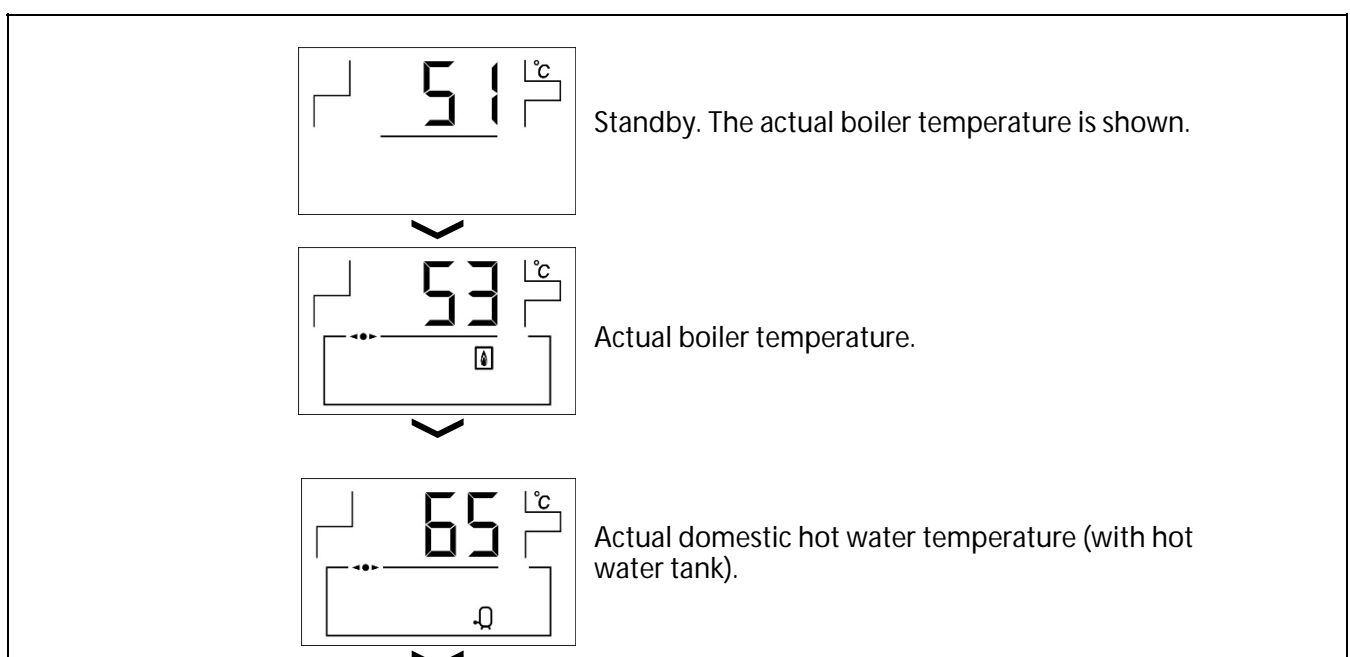 51 °C
Standby. The actual boiler temperature is shown.
53 °C
Actual boiler temperature.
65 °C
Actual domestic hot water temperature (with hot
water tank).